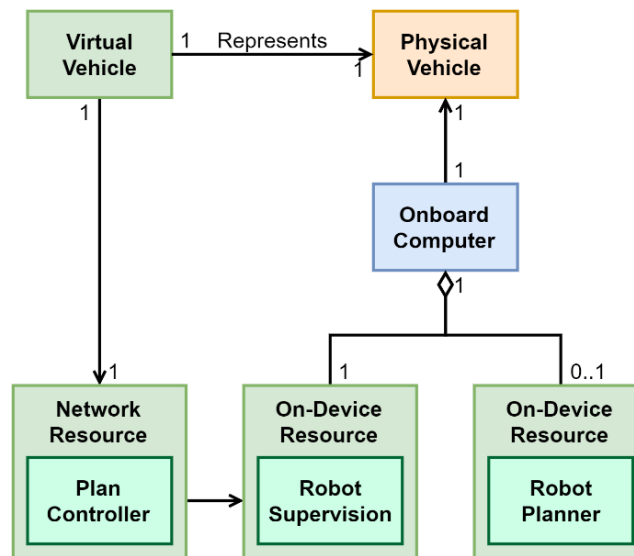 Virtual
Vehicle
1
Represents
1
Physical
Vehicle
1
1
1
Onboard
Computer
1
1
1
0..1
Network
Resource
Plan
Controller
On-Device
Resource
Robot
Supervision
On-Device
Resource
Robot
Planner